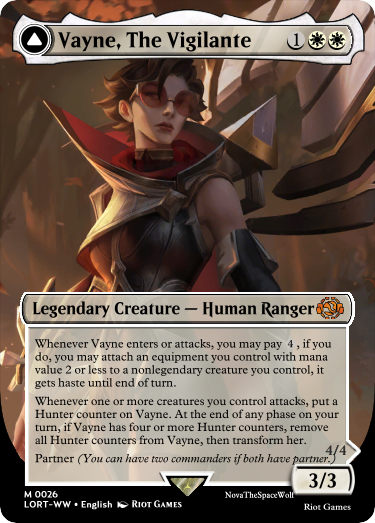 Vayne, The Vigilante 1
Legendary Creature — Human Ranger
Whenever Vayne enters or attacks, you may pay 4 , if you
do, you may attach an equipment you control with mana
value 2 or less to a nonlegendary creature you control, it
gets haste until end of turn.
Whenever one or more creatures you control attacks, put a
Hunter counter on Vayne. At the end of any phase on your
turn, if Vayne has four or more Hunter counters, remove
all Hunter counters from Vayne, then transform her.
Partner (You can have two commanders if both have partner.)
4/4
3/3
M 0026
LORT-WW • English Riot Games
NovaTheSpaceWolf
Riot Games